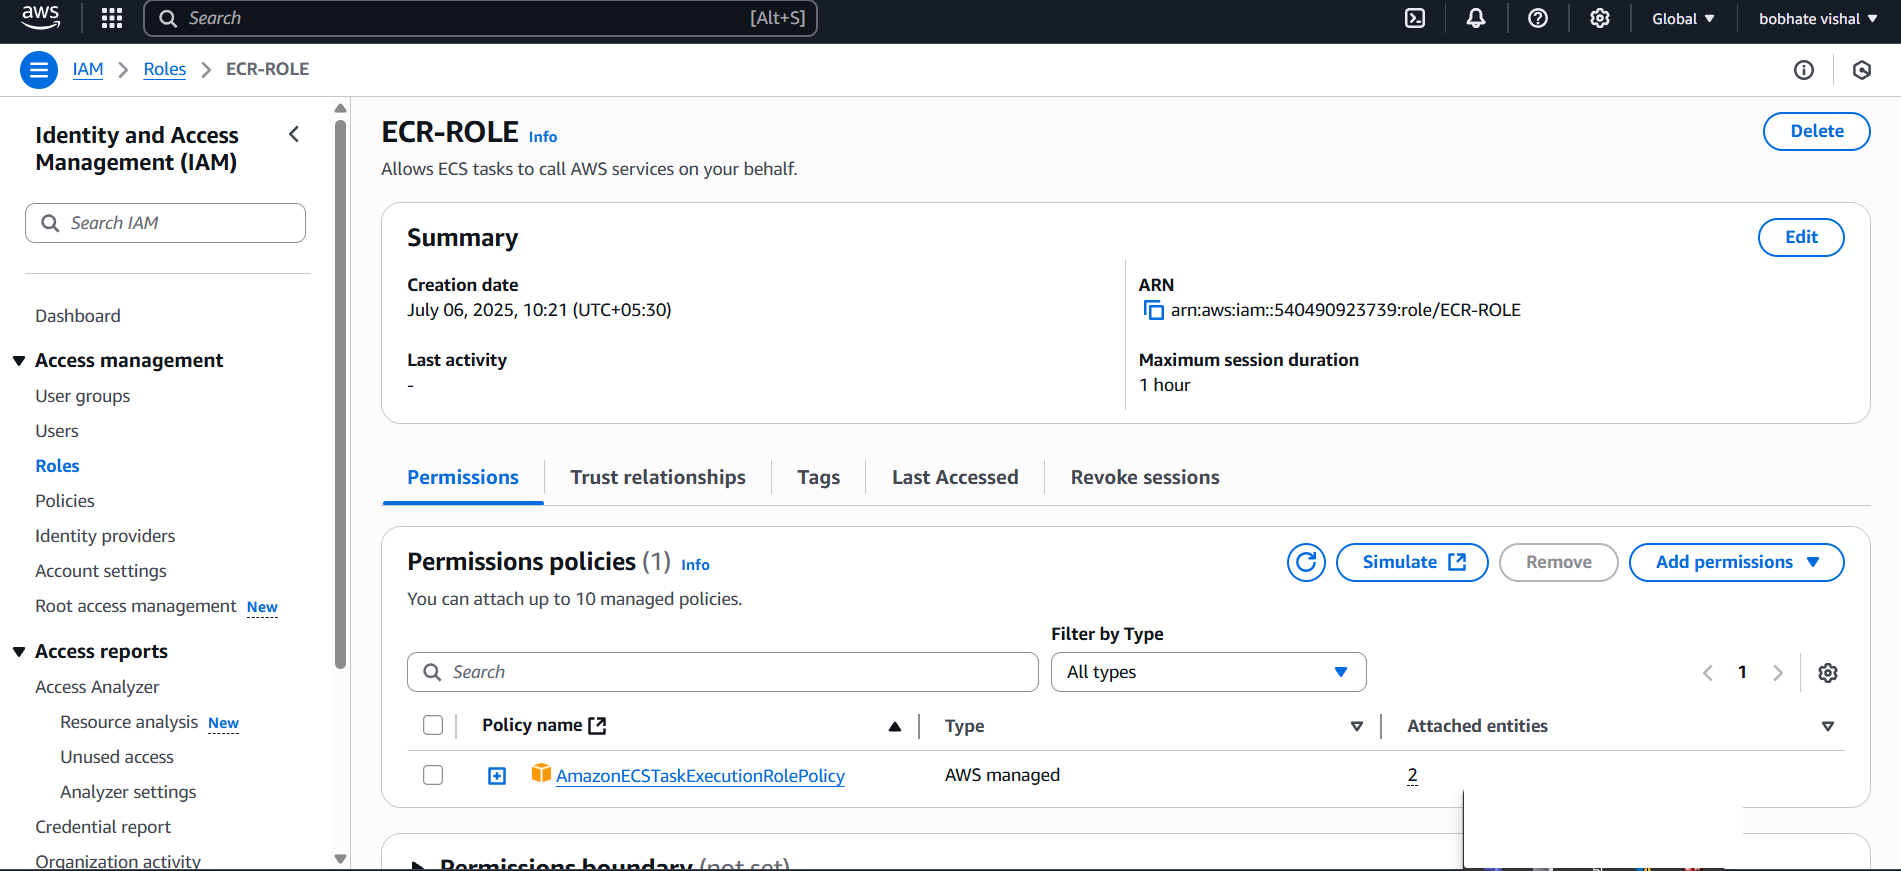 aws
Search
[Alt+S]
Global
bobhate vishal
IAM
Roles
ECR-ROLE
Identity and Access
Management (IAM)
Search IAM
Dashboard
Access management
User groups
Users
Roles
Policies
Identity providers
Account settings
Root access management New
Access reports
Access Analyzer
Resource analysis New
Unused access
Analyzer settings
Credential report
Organization activity
ECR-ROLE Info
Delete
Allows ECS tasks to call AWS services on your behalf.
Summary
Edit
Creation date
July 06, 2025, 10:21 (UTC+05:30)
ARN
arn:aws:iam::540490923739:role/ECR-ROLE
Last activity
-
Maximum session duration
1 hour
Permissions
Trust relationships
Tags
Last Accessed
Revoke sessions
Permissions policies (1) Info
Simulate
Remove
Add permissions
You can attach up to 10 managed policies.
Filter by Type
Search
All types
1
Policy name
Type
Attached entities
AmazonECSTaskExecutionRolePolicy
AWS managed
2
Permissions boundary (not set)